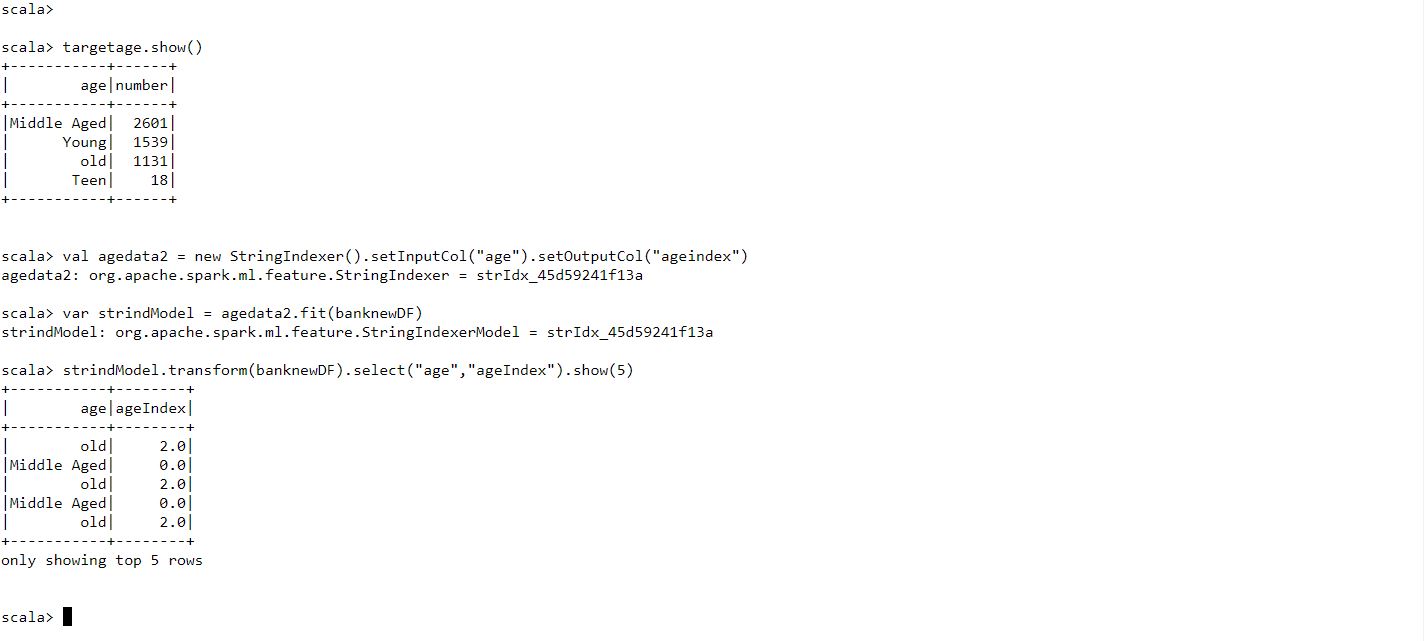 scala>
scala> targetage.show()
+-----------+------+
|        age|number|
+-----------+------+
|Middle Aged|  2601|
|      Young|  1539|
|        old|  1131|
|       Teen|    18|
+-----------+------+
scala> val agedata2 = new StringIndexer().setInputCol("age").setOutputCol("ageindex")
agedata2: org.apache.spark.ml.feature.StringIndexer = strIdx_45d59241f13a
scala> var strindModel = agedata2.fit(banknewDF)
strindModel: org.apache.spark.ml.feature.StringIndexerModel = strIdx_45d59241f13a
scala> strindModel.transform(banknewDF).select("age","ageIndex").show(5)
+-----------+--------+
|        age|ageIndex|
+-----------+--------+
|        old|     2.0|
|Middle Aged|     0.0|
|        old|     2.0|
|Middle Aged|     0.0|
|        old|     2.0|
+-----------+--------+
only showing top 5 rows
scala>